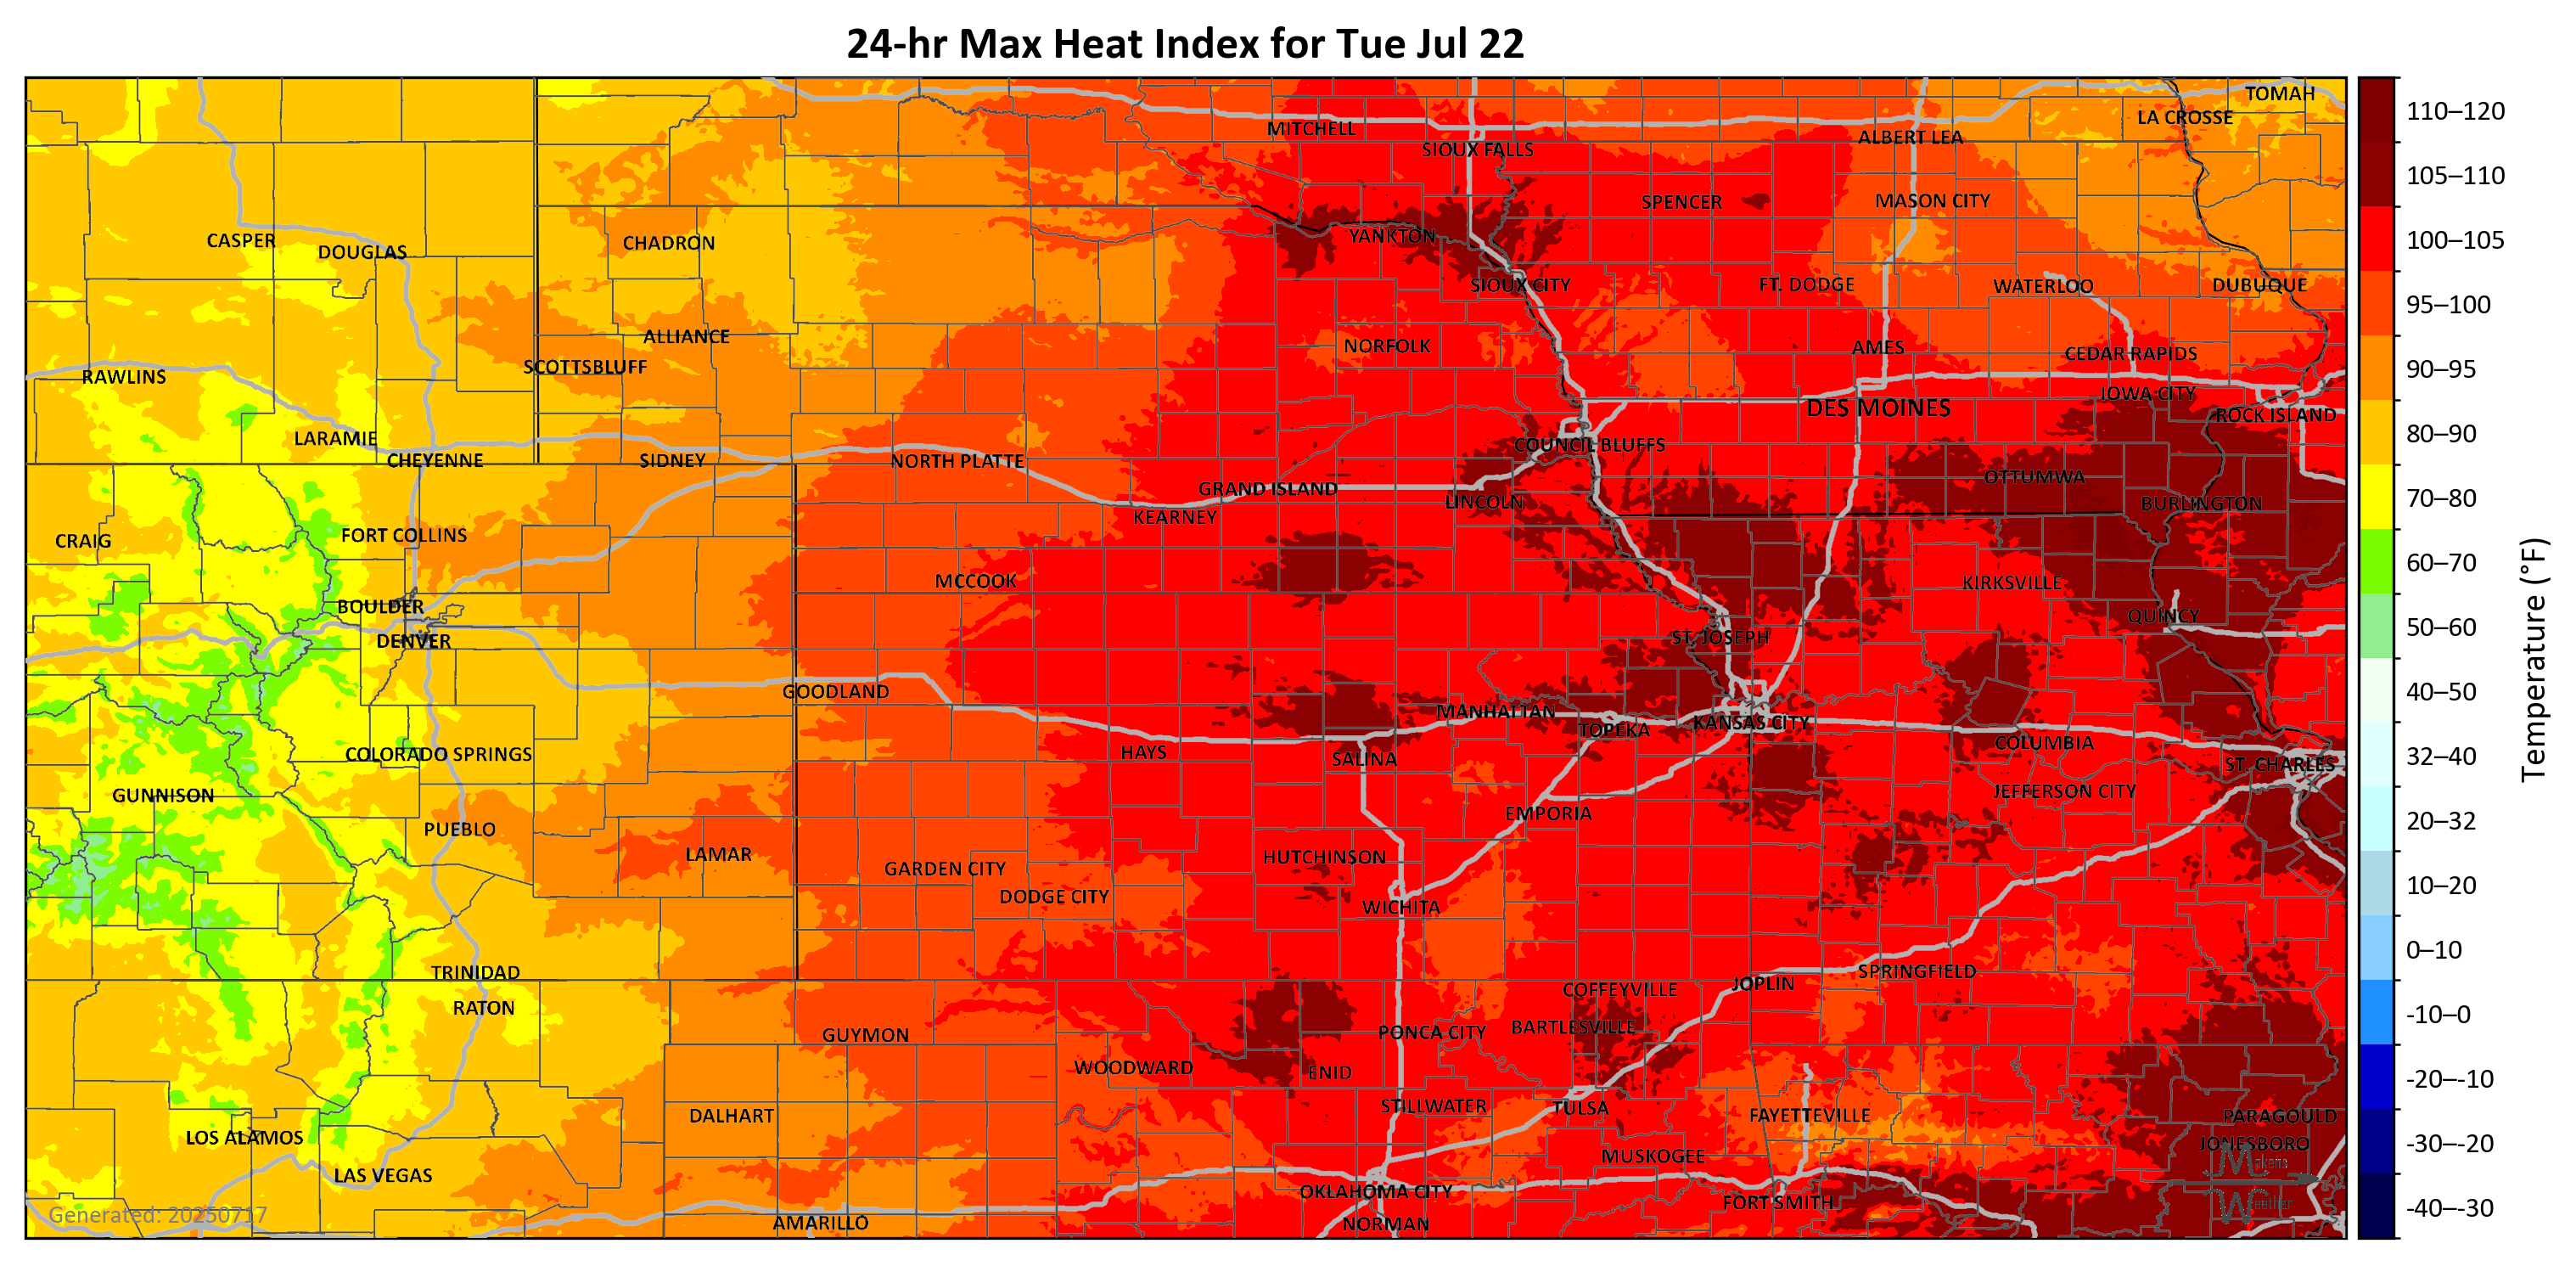 24-hr Max Heat Index for Tue Jul 22
TOMAH
LA CROSSE
MITCHELL
ALBERT LEA
SIOUX FALLS
SPENCER
MASON CITY
CASPER
DOUGLAS
CHADRON
YANKTON
SIOUX CITY
FT. DODGE
WATERLOO
DUBUQUE
ALLIANCE
NORFOLK
AMES
CEDAR RAPIDS
SCOTTSBLUFF
RAWLINS
IOWA CITY
DES MOINES
ROCK ISLAND
LARAMIE
COUNCIL BLUFFS
CHEYENNE
SIDNEY
NORTH PLATTE
OTTUMWA
GRAND ISLAND
LINCOLN
BURLINGTON
KEARNEY
FORT COLLINS
CRAIG
MCCOOK
KIRKSVILLE
BOULDER
QUINCY
DENVER
ST. JOSEPH
GOODLAND
MANHATTAN
KANSAS CITY
TOPEKA
COLUMBIA
COLORADO SPRINGS
HAYS
SALINA
ST. CHARLES
GUNNISON
JEFFERSON CITY
EMPORIA
PUEBLO
LAMAR
HUTCHINSON
GARDEN CITY
DODGE CITY
WICHITA
TRINIDAD
SPRINGFIELD
JOPLIN
COFFEYVILLE
RATON
BARTLESVILLE
PONCA CITY
GUYMON
WOODWARD
ENID
STILLWATER
TULSA
DALHART
FAYETTEVILLE
PARAGOULD
LOS ALAMOS
JONESBORO
MUSKOGEE
Makens
LAS VEGAS
OKLAHOMA CITY
FORT SMITH
Weather
Generated: 20250717
AMARILLO
NORMAN
110–120
105–110
100–105
95–100
90–95
80–90
70–80
60–70
50–60
40–50
32–40
20–32
10–20
0–10
-10–0
-20–-10
-30–-20
-40–-30
Temperature (°F)